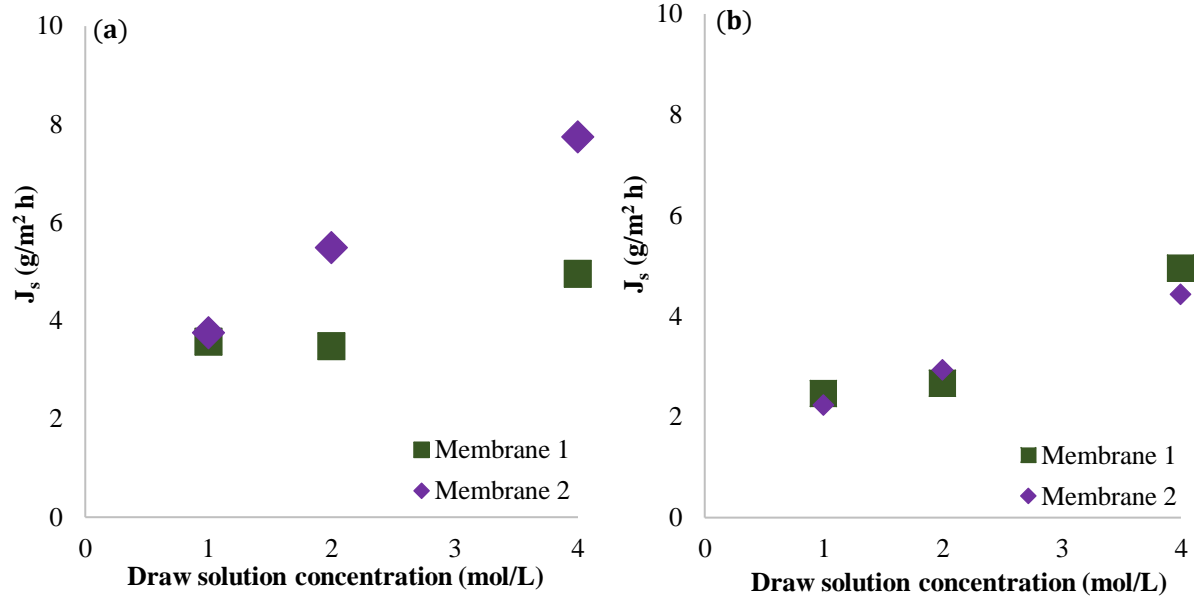 (a)
10
8
6
4
2
0
J_s (g/m² h)
Membrane 1
Membrane 2
0 1 2 3 4
Draw solution concentration (mol/L)
(b)
10
8
6
4
2
0
J_s (g/m² h)
Membrane 1
Membrane 2
0 1 2 3 4
Draw solution concentration (mol/L)